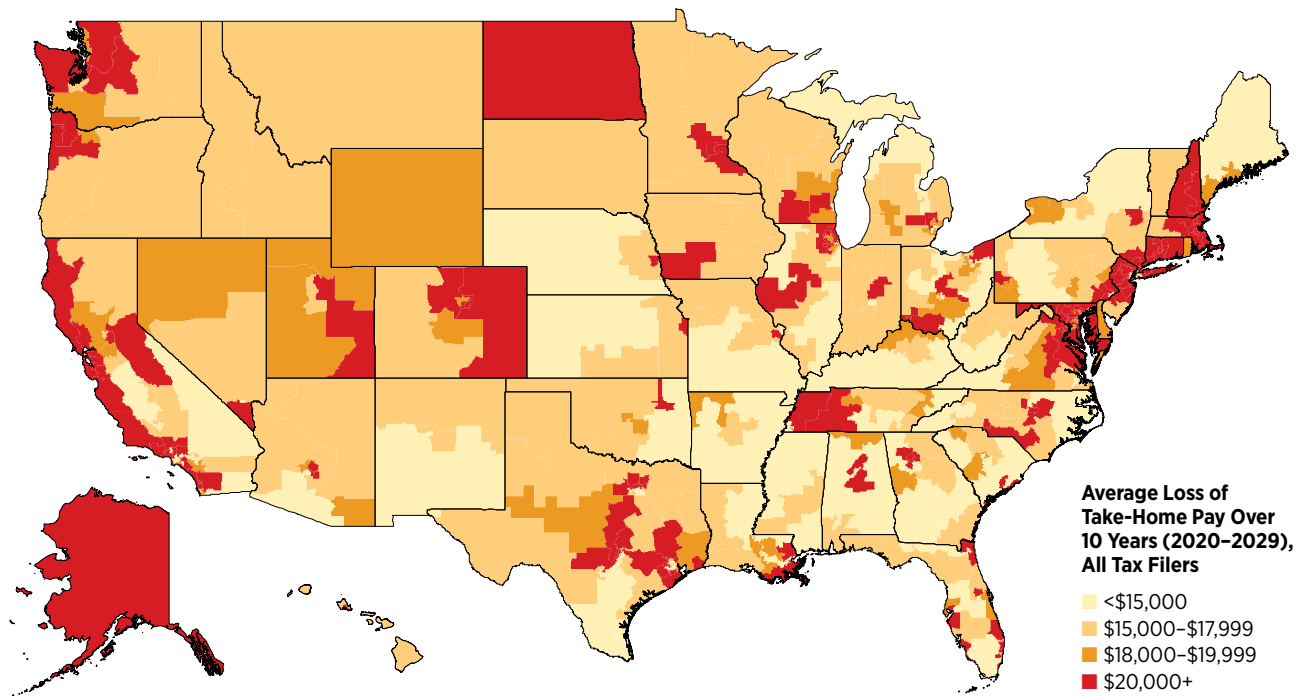 Average Loss of
Take-Home Pay Over
10 Years (2020–2029),
All Tax Filers
<$15,000
$15,000–$17,999
$18,000–$19,999
$20,000+